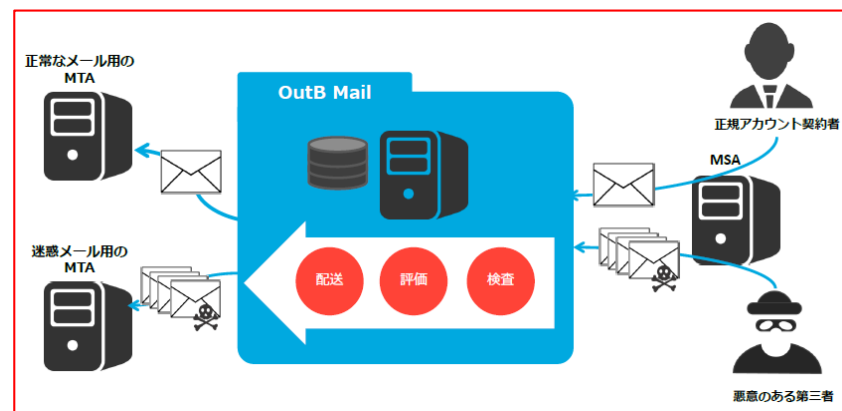 正常なメール用の
MTA
OutB Mail
正規アカウント契約者
MSA
迷惑メール用の
MTA
配送
評価
検査
悪意のある第三者